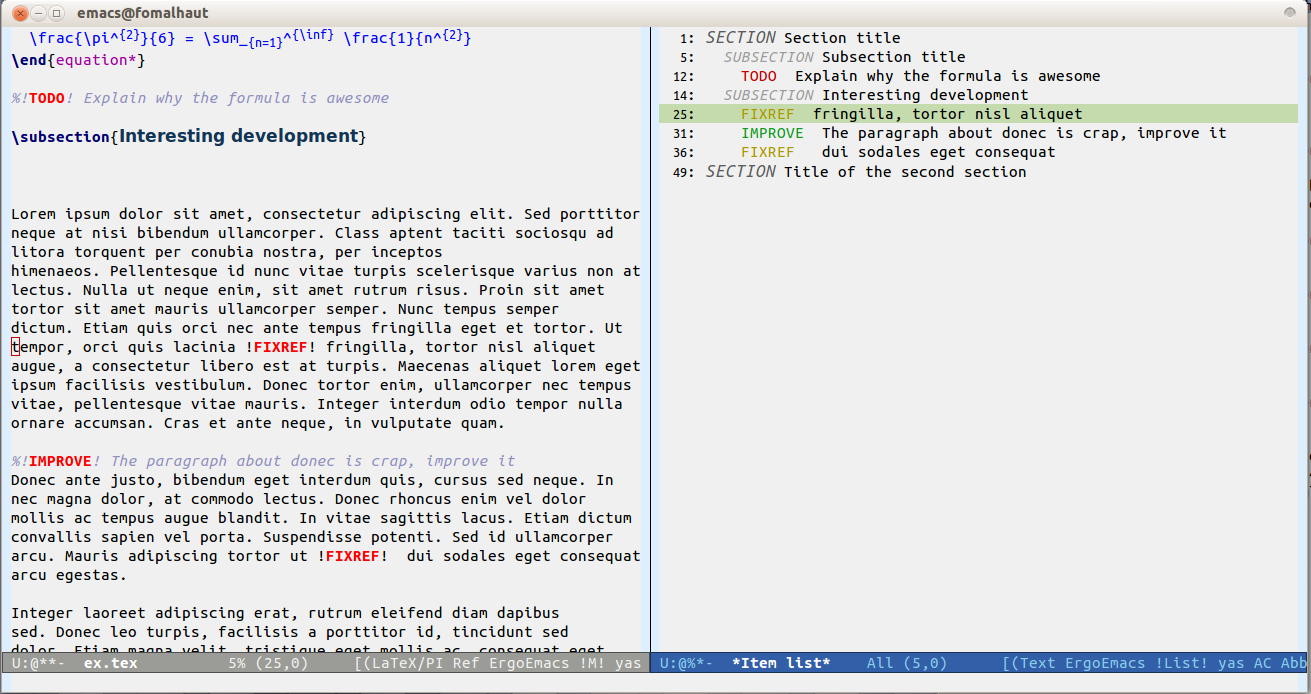 emacs@fomalhaut
\frac{\pi^{2}}{6} = \sum_{n=1}^{\inf} \frac{1}{n^{2}}
\end{equation*}
%!TODO! Explain why the formula is awesome
\subsection{Interesting development}
Lorem ipsum dolor sit amet, consectetur adipiscing elit. Sed porttitor
neque at nisi bibendum ullamcorper. Class aptent taciti sociosqu ad
litora torquent per conubia nostra, per inceptos
himenaeos. Pellentesque id nunc vitae turpis scelerisque varius non at
lectus. Nulla ut neque enim, sit amet rutrum risus. Proin sit amet
tortor sit amet mauris ullamcorper semper. Nunc tempus semper
dictum. Etiam quis orci nec ante tempus fringilla eget et tortor. Ut
tempor, orci quis lacinia !FIXREF! fringilla, tortor nisl aliquet
augue, a consectetur libero est at turpis. Maecenas aliquet lorem eget
ipsum facilisis vestibulum. Donec tortor enim, ullamcorper nec tempus
vitae, pellentesque vitae mauris. Integer interdum odio tempor nulla
ornare accumsan. Cras et ante neque, in vulputate quam.
%!IMPROVE! The paragraph about donec is crap, improve it
Donec ante justo, bibendum eget interdum quis, cursus sed neque. In
nec magna dolor, at commodo lectus. Donec rhoncus enim vel dolor
mollis ac tempus augue blandit. In vitae sagittis lacus. Etiam dictum
convallis sapien vel porta. Suspendisse potenti. Sed id ullamcorper
arcu. Mauris adipiscing tortor ut !FIXREF!  dui sodales eget consequat
arcu egestas.
Integer laoreet adipiscing erat, rutrum eleifend diam dapibus
sed. Donec leo turpis, facilisis a porttitor id, tincidunt sed
dolor. Etiam magna velit, tristique eget mollis ac, consequat eget
U:@**-  ex.tex 5% (25,0) [(LaTeX/PI Ref ErgoEmacs !M! yas
1: SECTION Section title
5: SUBSECTION Subsection title
12: TODO  Explain why the formula is awesome
14: SUBSECTION Interesting development
25: FIXREF  fringilla, tortor nisl aliquet
31: IMPROVE  The paragraph about donec is crap, improve it
36: FIXREF   dui sodales eget consequat
49: SECTION Title of the second section
U:@%*-  *Item list* All (5,0) [(Text ErgoEmacs !List! yas AC Abb